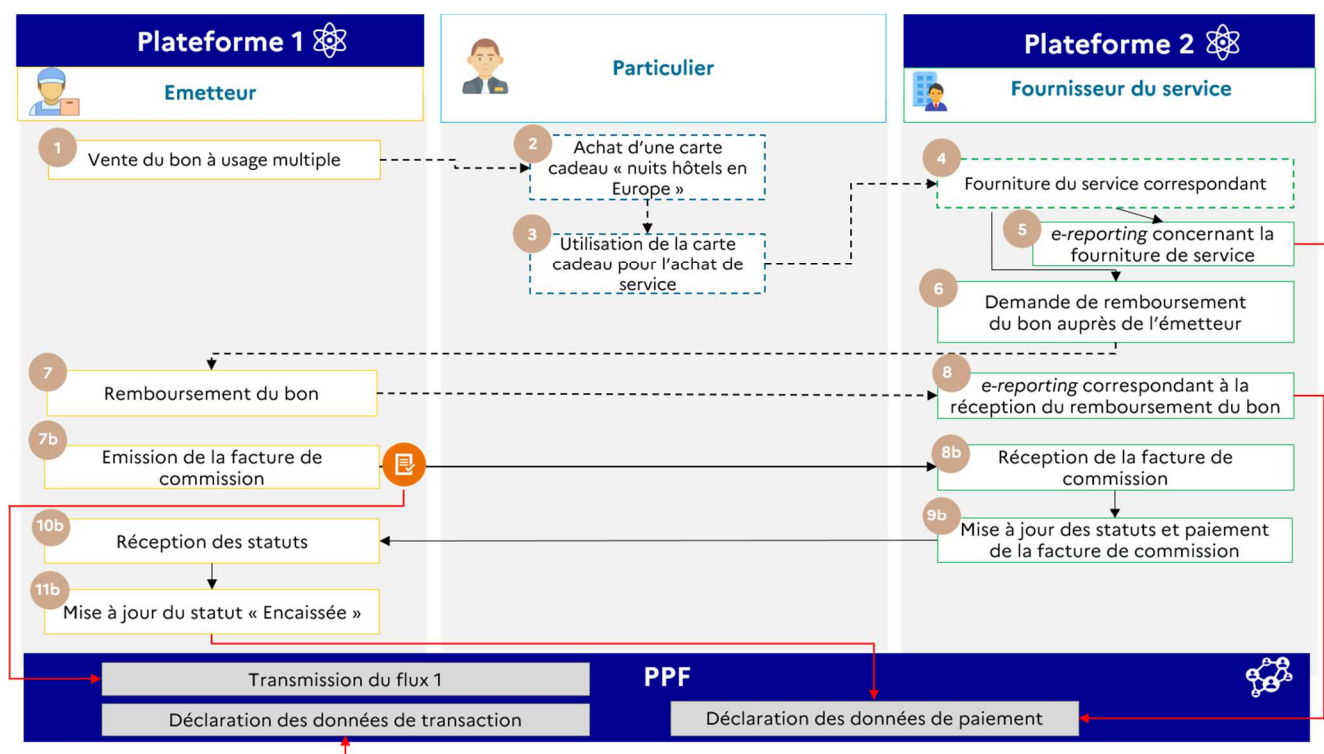 Plateforme 1
Particulier
Plateforme 2
Emetteur
Fournisseur du service
1
Vente du bon à usage multiple
2
Achat d’une carte
cadeau « nuits hôtels en
Europe »
3
Utilisation de la carte
cadeau pour l’achat de
service
4
Fourniture du service correspondant
5
e-reporting concernant la
fourniture de service
6
Demande de remboursement
du bon auprès de l’émetteur
7
Remboursement du bon
8
e-reporting correspondant à la
réception du remboursement du bon
7b
Emission de la facture de
commission
8b
Réception de la facture de
commission
9b
Mise à jour des statuts et paiement
de la facture de commission
10b
Réception des statuts
11b
Mise à jour du statut « Encaissée »
PPF
Transmission du flux 1
Déclaration des données de transaction
Déclaration des données de paiement